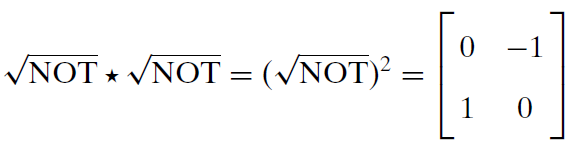 √NOT ⋆ √NOT = (√NOT)² = [0 −1
1 0]